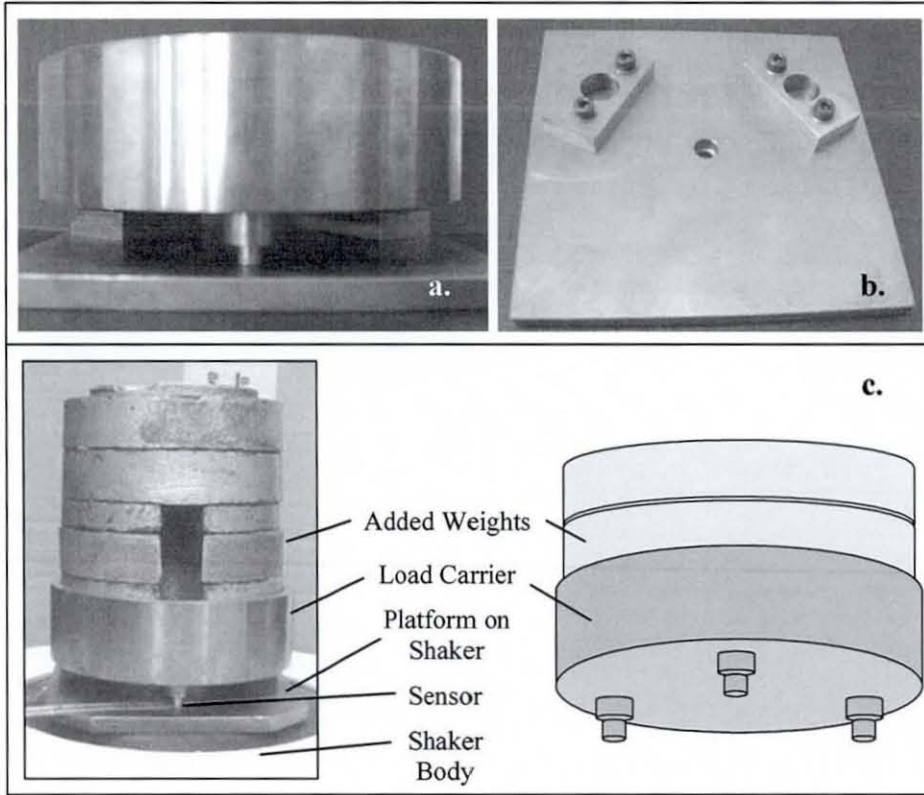 a.
b.
c.
Added Weights
Load Carrier
Platform on
Shaker
Sensor
Shaker
Body